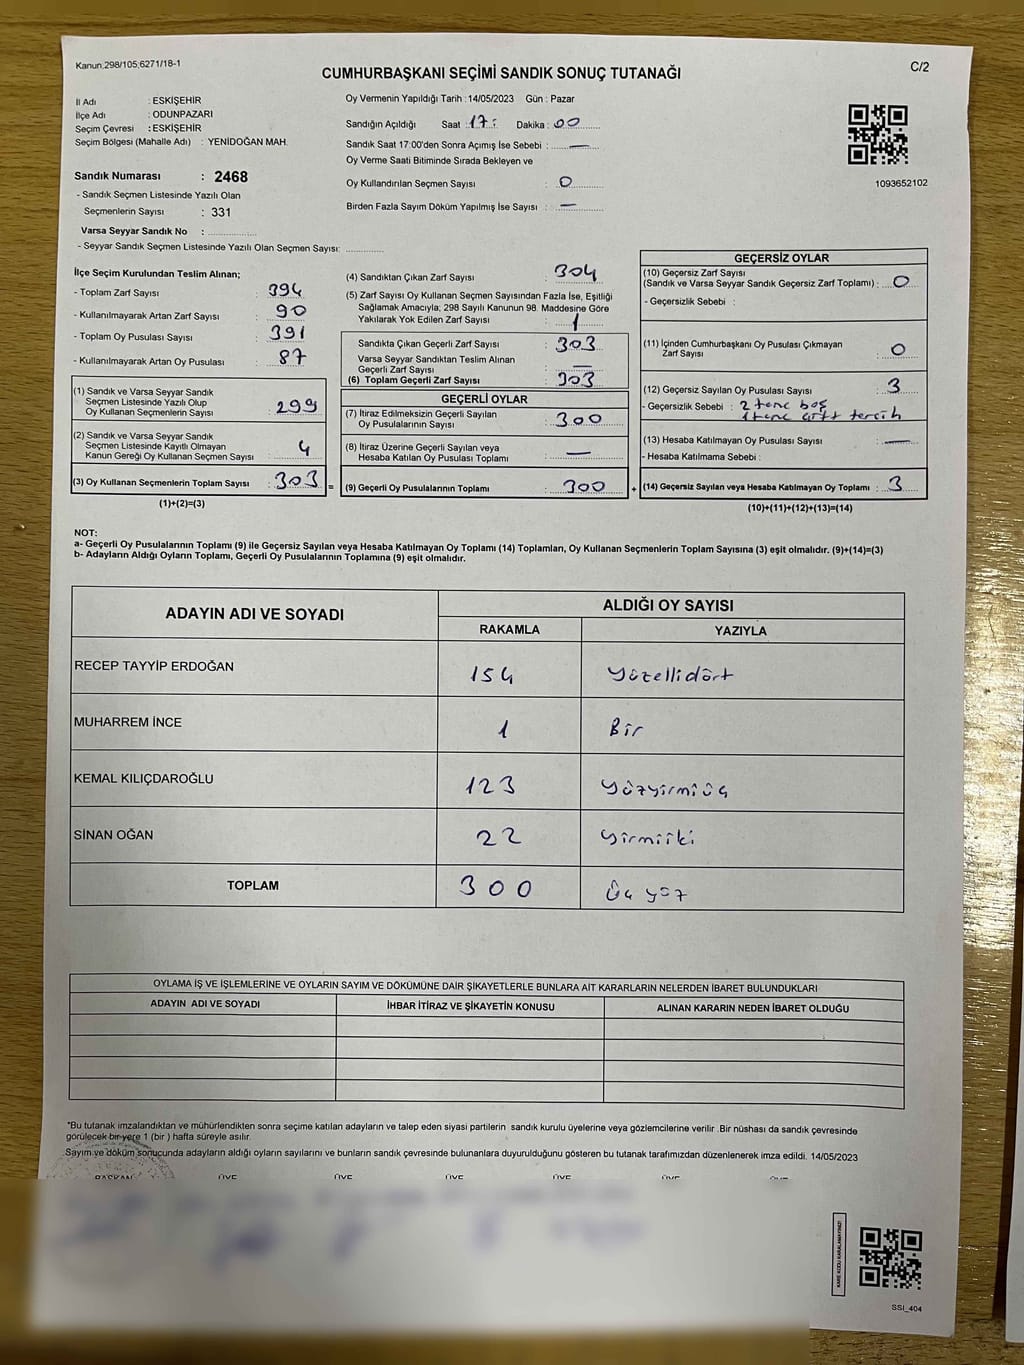 Kanun:298/105;6271/18-1
C/2
CUMHURBAŞKANI SEÇİMİ SANDIK SONUÇ TUTANAĞI
İl Adı : ESKİŞEHİR
İlçe Adı : ODUNPAZARI
Seçim Çevresi : ESKİŞEHİR
Seçim Bölgesi (Mahalle Adı) : YENİDOĞAN MAH.
Sandık Numarası : 2468
- Sandık Seçmen Listesinde Yazılı Olan
Seçmenlerin Sayısı : 331
Varsa Seyyar Sandık No :
- Seyyar Sandık Seçmen Listesinde Yazılı Olan Seçmen Sayısı:
Oy Vermenin Yapıldığı Tarih : 14/05/2023 Gün : Pazar
Sandığın Açıldığı Saat : 17: Dakika : 00
Sandık Saat 17:00'den Sonra Açımış İse Sebebi : —
Oy Verme Saati Bitiminde Sırada Bekleyen ve
Oy Kullandırılan Seçmen Sayısı : 0
Birden Fazla Sayım Döküm Yapılmış İse Sayısı : —
1093652102
İlçe Seçim Kurulundan Teslim Alınan;
- Toplam Zarf Sayısı : 394
- Kullanılmayarak Artan Zarf Sayısı : 90
- Toplam Oy Pusulası Sayısı : 391
- Kullanılmayarak Artan Oy Pusulası : 87
(1) Sandık ve Varsa Seyyar Sandık
Seçmen Listesinde Yazılı Olup
Oy Kullanan Seçmenlerin Sayısı : 299
(2) Sandık ve Varsa Seyyar Sandık
Seçmen Listesinde Kayıtlı Olmayan
Kanun Gereği Oy Kullanan Seçmen Sayısı : 4
(3) Oy Kullanan Seçmenlerin Toplam Sayısı : 303 =
(1)+(2)=(3)
(4) Sandıktan Çıkan Zarf Sayısı : 304
(5) Zarf Sayısı Oy Kullanan Seçmen Sayısından Fazla İse, Eşitliği
Sağlamak Amacıyla, 298 Sayılı Kanunun 98. Maddesine Göre
Yakılarak Yok Edilen Zarf Sayısı : 1
Sandıkta Çıkan Geçerli Zarf Sayısı : 303
Varsa Seyyar Sandıktan Teslim Alınan
Geçerli Zarf Sayısı : —
(6) Toplam Geçerli Zarf Sayısı : 303
GEÇERLİ OYLAR
(7) İtiraz Edilmeksizin Geçerli Sayılan
Oy Pusulalarının Sayısı : 300
(8) İtiraz Üzerine Geçerli Sayılan veya
Hesaba Katılan Oy Pusulası Toplamı : —
(9) Geçerli Oy Pusulalarının Toplamı : 300 +
GEÇERSİZ OYLAR
(10) Geçersiz Zarf Sayısı
(Sandık ve Varsa Seyyar Sandık Geçersiz Zarf Toplamı) : 0
- Geçersizlik Sebebi :
(11) İçinden Cumhurbaşkanı Oy Pusulası Çıkmayan
Zarf Sayısı : 0
(12) Geçersiz Sayılan Oy Pusulası Sayısı : 3
- Geçersizlik Sebebi : 2 tane boş
1 tane çift tercih
(13) Hesaba Katılmayan Oy Pusulası Sayısı : —
- Hesaba Katılmama Sebebi :
(14) Geçersiz Sayılan veya Hesaba Katılmayan Oy Toplamı : 3
(10)+(11)+(12)+(13)=(14)
NOT:
a- Geçerli Oy Pusulalarının Toplamı (9) ile Geçersiz Sayılan veya Hesaba Katılmayan Oy Toplamı (14) Toplamları, Oy Kullanan Seçmenlerin Toplam Sayısına (3) eşit olmalıdır. (9)+(14)=(3)
b- Adayların Aldığı Oyların Toplamı, Geçerli Oy Pusulalarının Toplamına (9) eşit olmalıdır.
ADAYIN ADI VE SOYADI
ALDIĞI OY SAYISI
RAKAMLA YAZIYLA
RECEP TAYYİP ERDOĞAN 154 Yüzellidört
MUHARREM İNCE 1 Bir
KEMAL KILIÇDAROĞLU 123 Yüzyirmiüç
SİNAN OĞAN 22 Yirmiiki
TOPLAM 300 Üç yüz
OYLAMA İŞ VE İŞLEMLERİNE VE OYLARIN SAYIM VE DÖKÜMÜNE DAİR ŞİKAYETLERLE BUNLARA AİT KARARLARIN NELERDEN İBARET BULUNDUKLARI
ADAYIN ADI VE SOYADI İHBAR İTİRAZ VE ŞİKAYETİN KONUSU ALINAN KARARIN NEDEN İBARET OLDUĞU
"Bu tutanak imzalandıktan ve mühürlendikten sonra seçime katılan adayların ve talep eden siyasi partilerin sandık kurulu üyelerine veya gözlemcilerine verilir .Bir nüshası da sandık çevresinde
görülecek bir yere 1 (bir ) hafta süreyle asılır.
Sayım ve döküm sonucunda adayların aldığı oyların sayılarını ve bunların sandık çevresinde bulunanlara duyurulduğunu gösteren bu tutanak tarafımızdan düzenlenerek imza edildi. 14/05/2023
BAŞKAN ÜYE ÜYE ÜYE ÜYE ÜYE ÜYE
KARE KODU KARALAMAYINIZ!
SSI_404